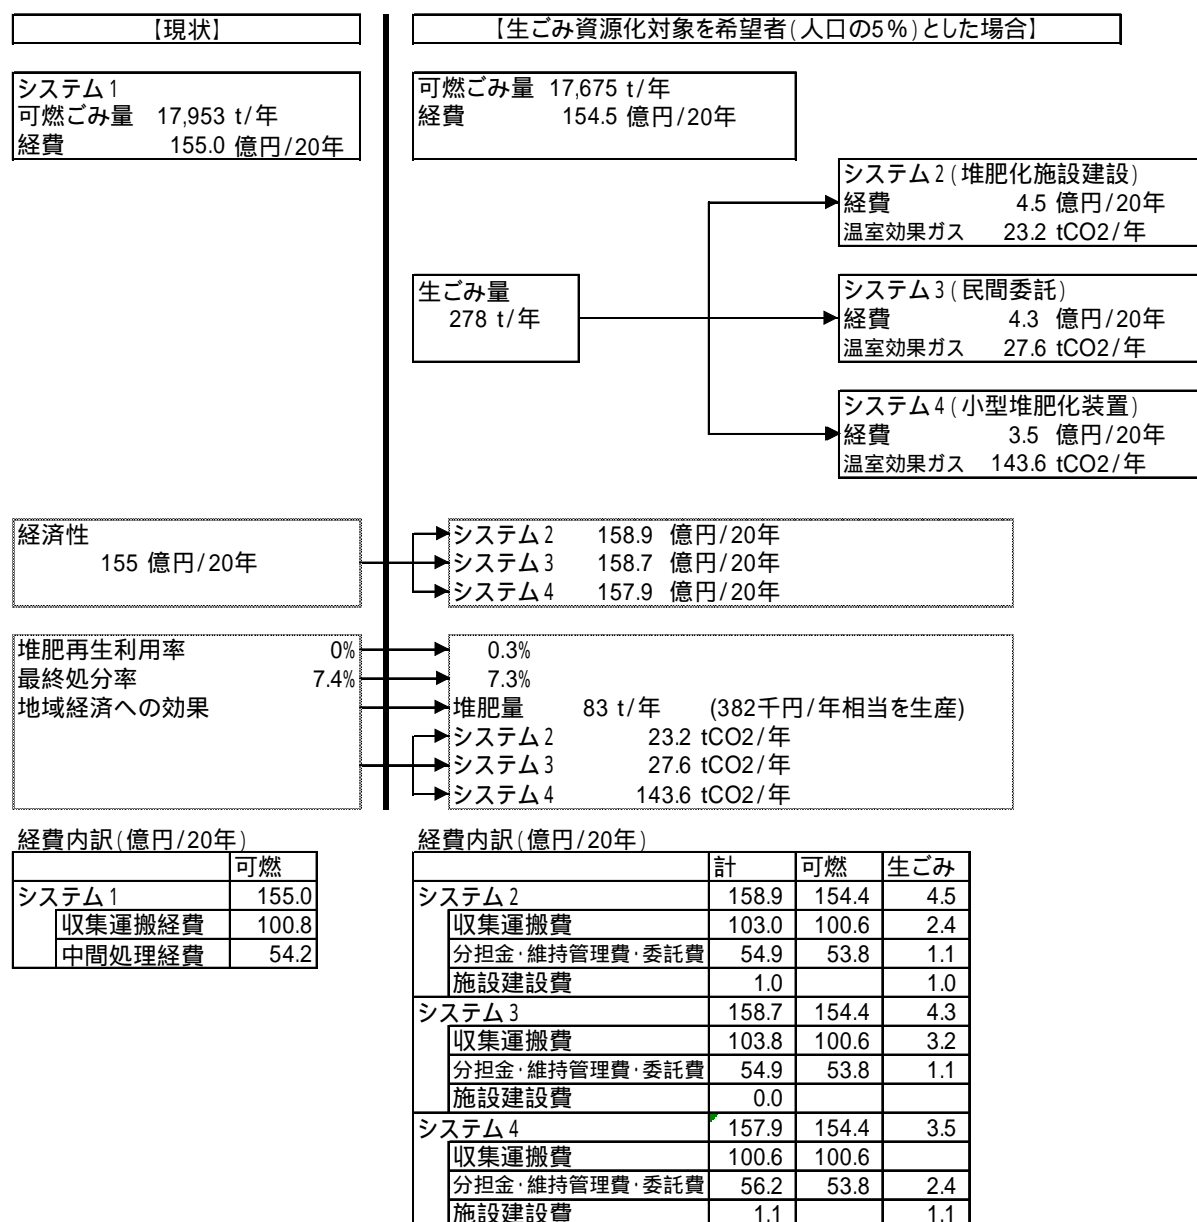 【現状】
【生ごみ資源化対象を希望者(人口の5%)とした場合】
システム1
可燃ごみ量 17,953 t/年
経費 155.0 億円/20年
可燃ごみ量 17,675 t/年
経費 154.5 億円/20年
システム2(堆肥化施設建設)
経費 4.5 億円/20年
温室効果ガス 23.2 tCO2/年
生ごみ量
278 t/年
システム3(民間委託)
経費 4.3 億円/20年
温室効果ガス 27.6 tCO2/年
システム4(小型堆肥化装置)
経費 3.5 億円/20年
温室効果ガス 143.6 tCO2/年
経済性
155 億円/20年
システム2 158.9 億円/20年
システム3 158.7 億円/20年
システム4 157.9 億円/20年
堆肥再生利用率 0%
最終処分率 7.4%
地域経済への効果
0.3%
7.3%
堆肥量 83 t/年 (382千円/年相当を生産)
システム2 23.2 tCO2/年
システム3 27.6 tCO2/年
システム4 143.6 tCO2/年
経費内訳(億円/20年)
可燃
システム1 155.0
収集運搬経費 100.8
中間処理経費 54.2
経費内訳(億円/20年)
計 可燃 生ごみ
システム2 158.9 154.4 4.5
収集運搬費 103.0 100.6 2.4
分担金・維持管理費・委託費 54.9 53.8 1.1
施設建設費 1.0 1.0
システム3 158.7 154.4 4.3
収集運搬費 103.8 100.6 3.2
分担金・維持管理費・委託費 54.9 53.8 1.1
施設建設費 0.0
システム4 157.9 154.4 3.5
収集運搬費 100.6 100.6
分担金・維持管理費・委託費 56.2 53.8 2.4
施設建設費 1.1 1.1